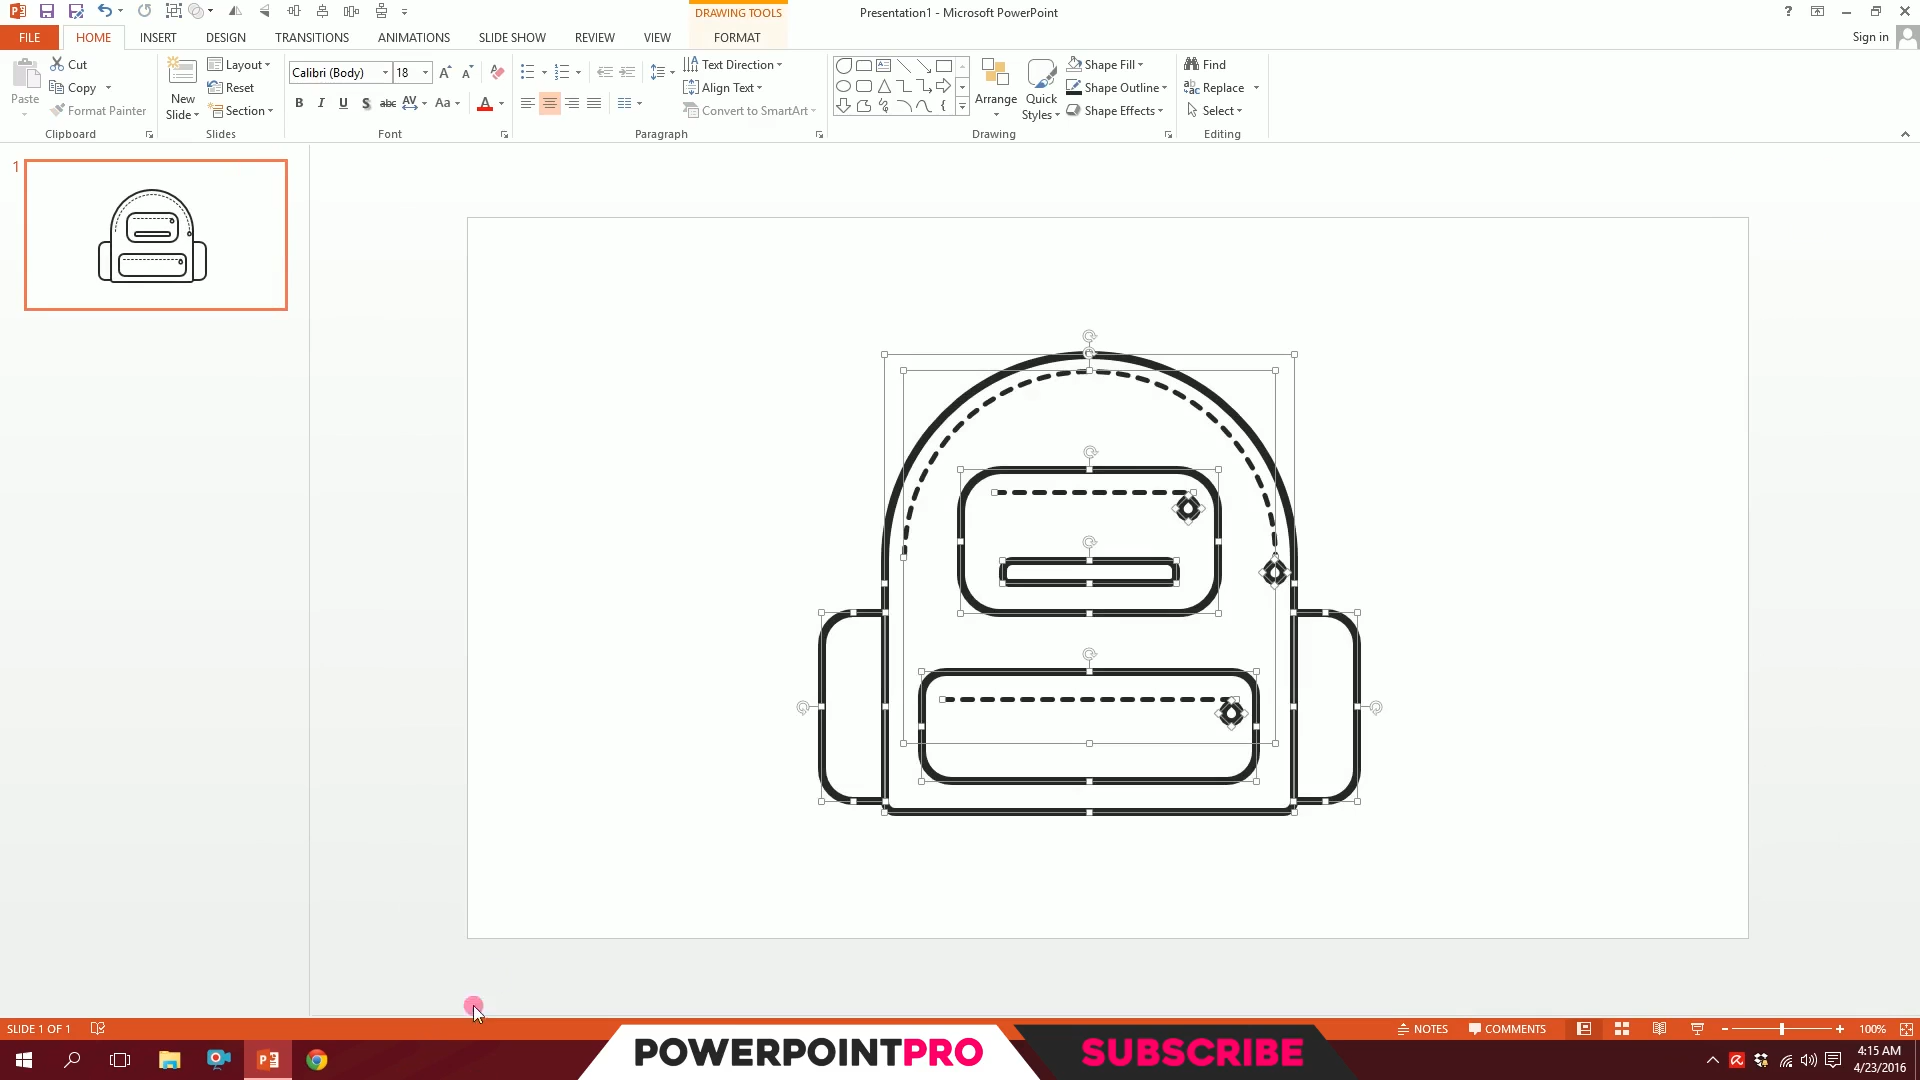 DRAWING TOOLS
Presentation1 - Microsoft PowerPoint
?
FILE
HOME
INSERT
DESIGN
TRANSITIONS
ANIMATIONS
SLIDE SHOW
REVIEW
VIEW
FORMAT
Sign in
Paste
Cut
Copy
Format Painter
Clipboard
New
Slide
Layout
Reset
Section
Slides
Calibri (Body)
18
A A
B I U S abc AV Aa A
Font
Text Direction
Align Text
Convert to SmartArt
Paragraph
Arrange
Quick
Styles
Shape Fill
Shape Outline
Shape Effects
Drawing
Find
Replace
Select
Editing
1
SLIDE 1 OF 1
NOTES
COMMENTS
100%
POWERPOINTPRO
SUBSCRIBE
4:15 AM
4/23/2016